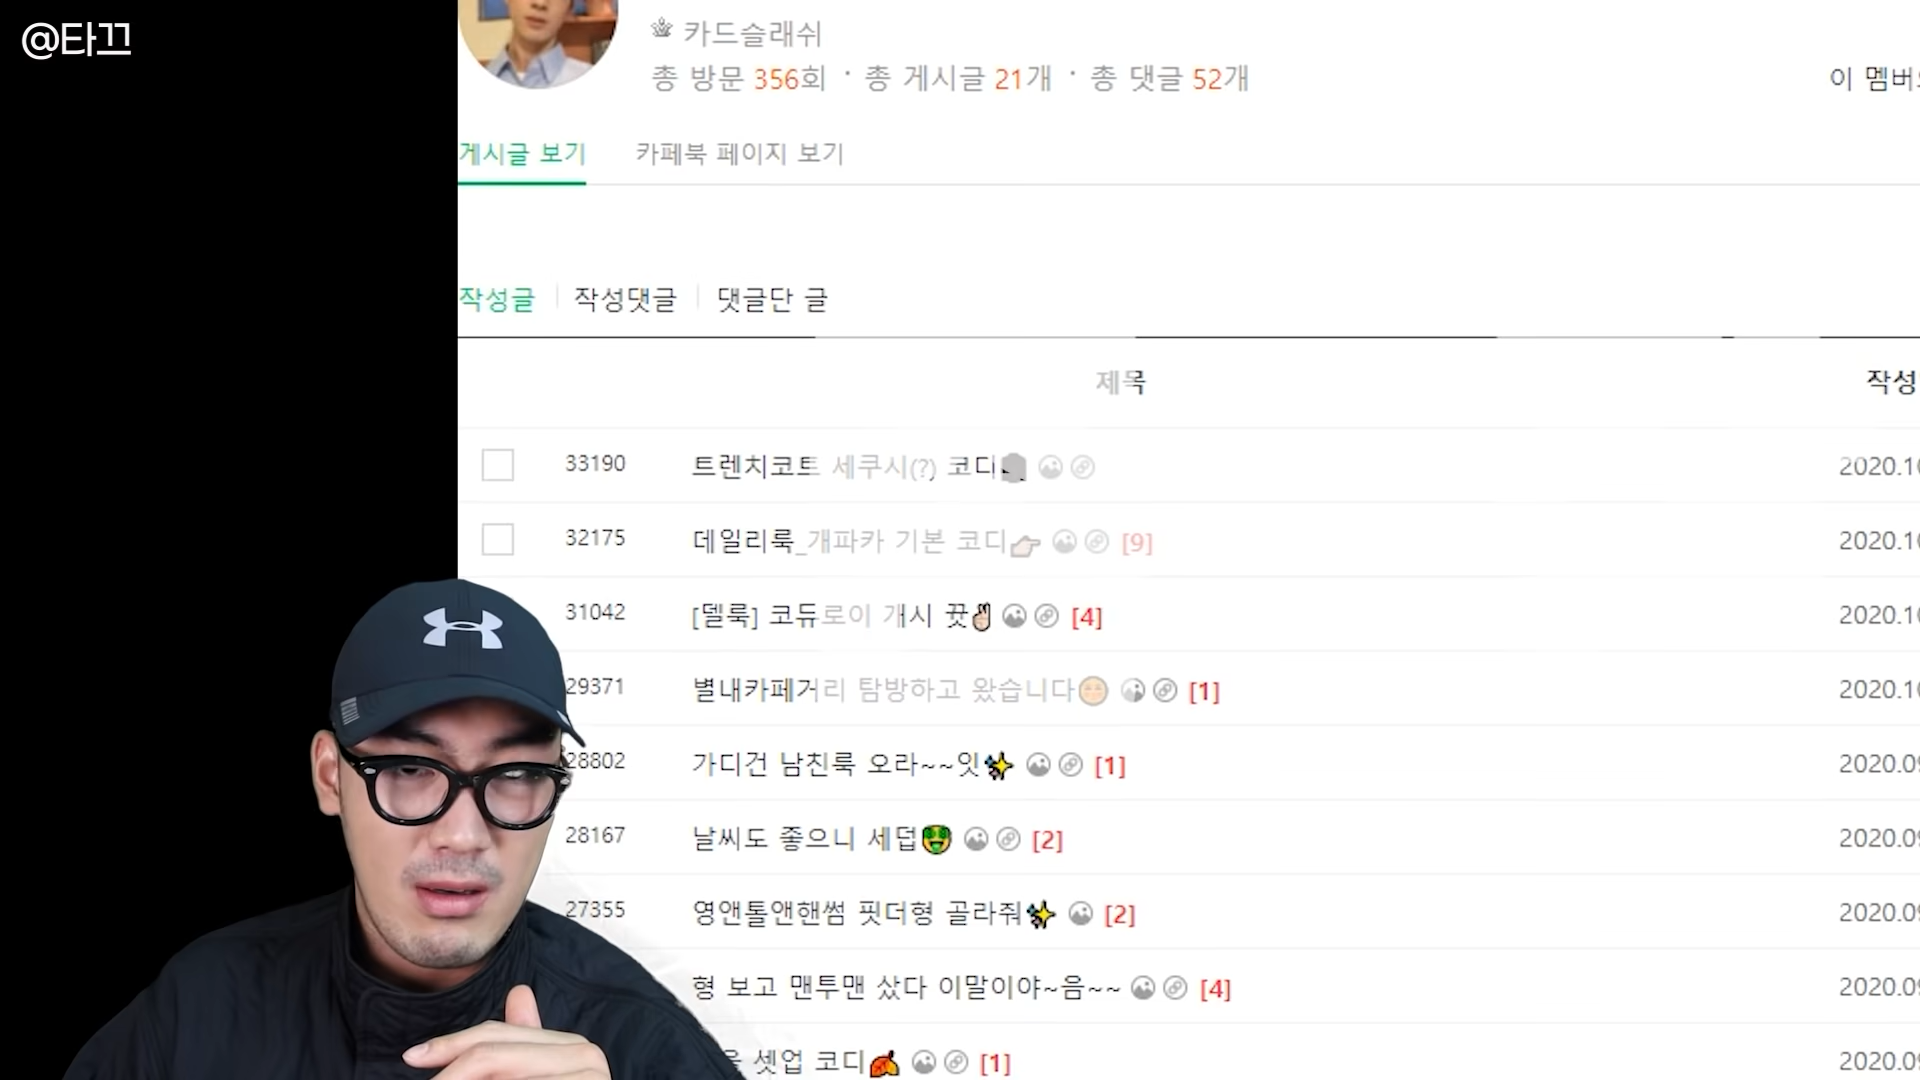 @타끄
카드슬래쉬
총 방문 356회 · 총 게시글 21개 · 총 댓글 52개
이 멤버
게시글 보기 카페북 페이지 보기
작성글 작성댓글 댓글단 글
제목 작성
33190 트렌치코트 세쿠시(?) 코디 2020.10
32175 데일리룩_개파카 기본 코디👉 [9] 2020.10
31042 [델룩] 코듀로이 개시 끗✌ [4] 2020.10
29371 별내카페거리 탐방하고 왔습니다😊 [1] 2020.10
28802 가디건 남친룩 오라~~잇✨ [1] 2020.09
28167 날씨도 좋으니 세덥🤑 [2] 2020.09
27355 영앤톨앤핸썸 핏더형 골라줘✨ [2] 2020.09
형 보고 맨투맨 샀다 이말이야~음~~ [4] 2020.09
셋업 코디🍂 [1] 2020.09